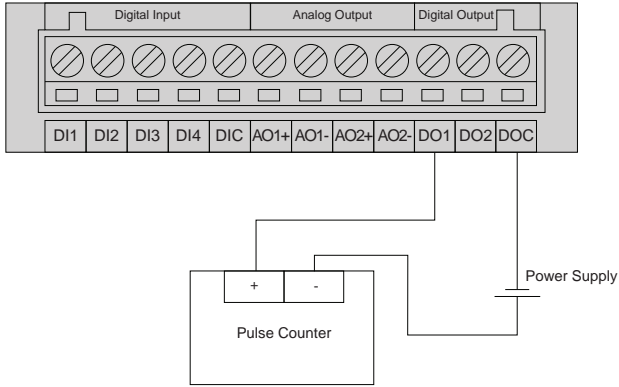 Digital Input Analog Output Digital Output
DI1 DI2 DI3 DI4 DIC AO1+ AO1- AO2+ AO2- DO1 DO2 DOC
Power Supply
+ -
Pulse Counter